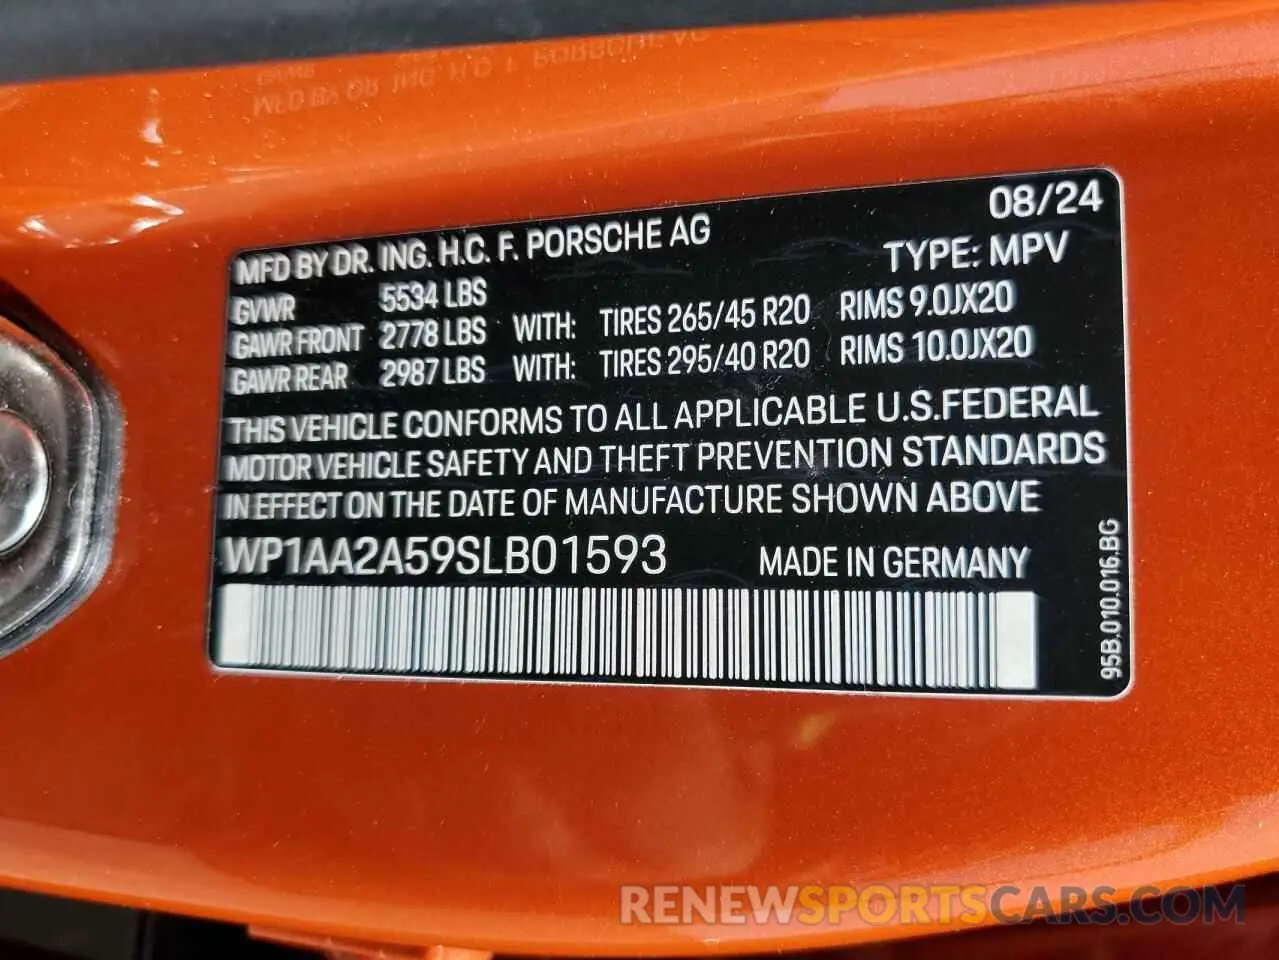 MFD BY DR. ING. H.C. F. PORSCHE AG 08/24
TYPE: MPV
GVWR 5534 LBS
GAWR FRONT 2778 LBS WITH: TIRES 265/45 R20 RIMS 9.0JX20
GAWR REAR 2987 LBS WITH: TIRES 295/40 R20 RIMS 10.0JX20
THIS VEHICLE CONFORMS TO ALL APPLICABLE U.S.FEDERAL
MOTOR VEHICLE SAFETY AND THEFT PREVENTION STANDARDS
IN EFFECT ON THE DATE OF MANUFACTURE SHOWN ABOVE
WP1AA2A59SLB01593 MADE IN GERMANY
95B.010.016.BG
RENEWSPORTSCARS.COM